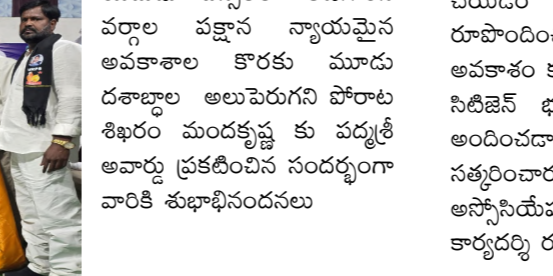 వర్గాల పక్షాన న్యాయమైన
అవకాశాల కొరకు మూడు
దశాబ్ధాల అలుపెరుగని పోరాట
శిఖరం మందకృష్ణ కు పద్మశ్రీ
అవార్డు ప్రకటించిన సందర్భంగా
వారికి శుభాభినందనలు
రూపొందించ
అవకాశం క
సిటిజెన్ భ
అందించడా
సత్కరించార
అస్సోసియేష
కార్యదర్శి ర